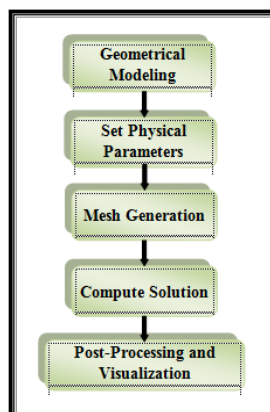 Geometrical
Modeling
Set Physical
Parameters
Mesh Generation
Compute Solution
Post-Processing and
Visualization